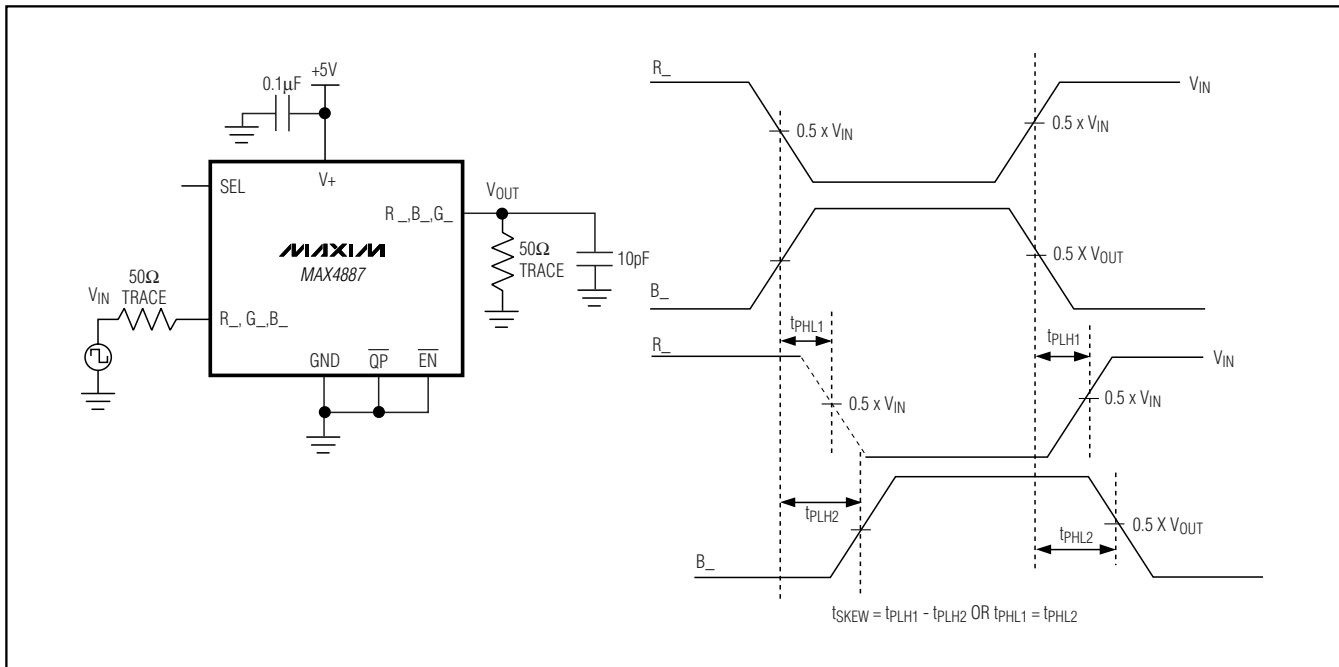 +5V
0.1µF
V+
SEL
R _,B_,G_
VOUT
MAXIM
MAX4887
50Ω
TRACE
10pF
50Ω
TRACE
VIN
R_, G_,B_
GND
QP
EN
R_
VIN
0.5 x VIN
0.5 x VIN
B_
0.5 X VOUT
tPHL1
tPLH1
R_
VIN
0.5 x VIN
0.5 x VIN
tPLH2
tPHL2
0.5 X VOUT
B_
tSKEW = tPLH1 - tPLH2 OR tPHL1 = tPHL2